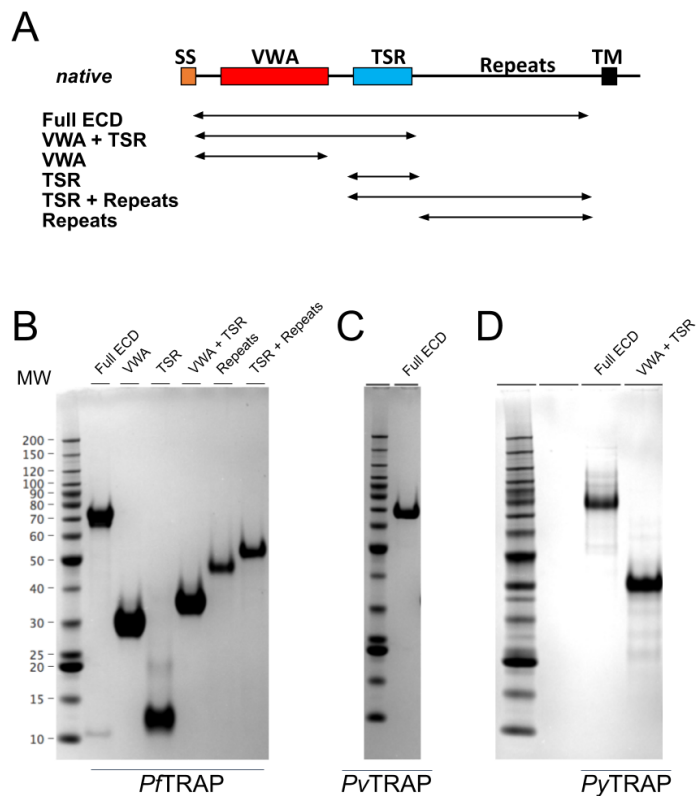 A
SS VWA TSR Repeats TM
native
Full ECD
VWA + TSR
VWA
TSR
TSR + Repeats
Repeats
B
C
D
Full ECD
VWA
TSR
VWA + TSR
Repeats
TSR + Repeats
Full ECD
Full ECD
VWA + TSR
MW
200
150
120
100
90
80
70
60
50
40
30
25
20
15
10
PfTRAP
PvTRAP
PyTRAP